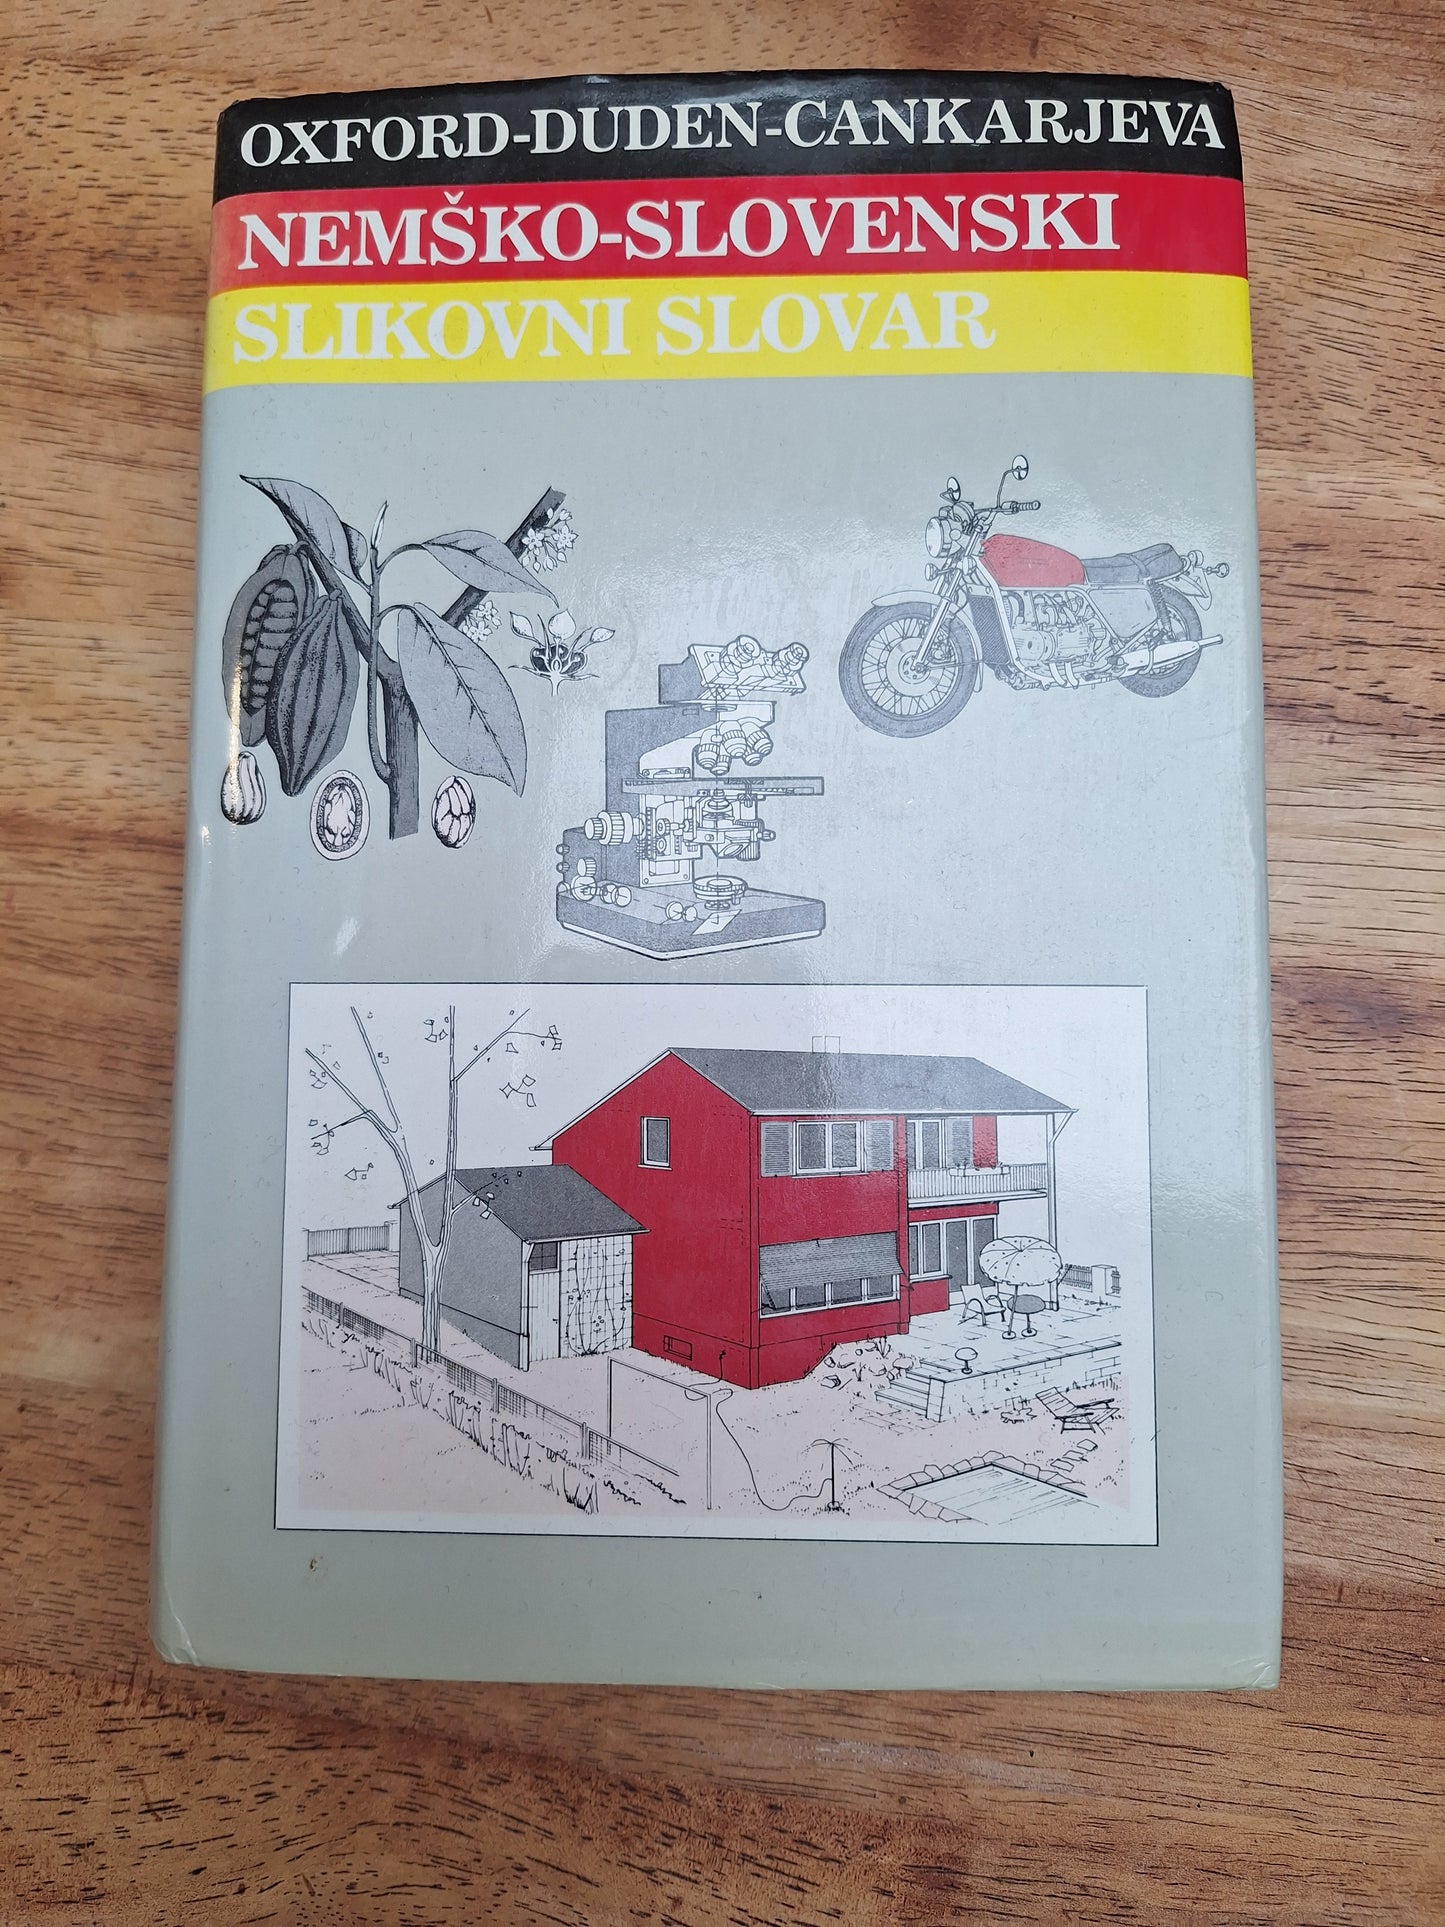 OXFORD-DUDEN-CANKARJEVA
NEMŠKO-SLOVENSKI
SLIKOVNI SLOVAR